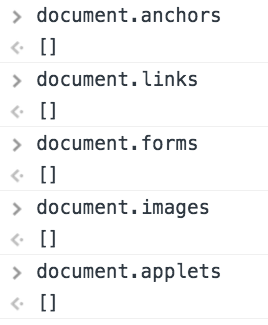 > document.anchors
<· []
> document.links
<· []
> document.forms
<· []
> document.images
<· []
> document.applets
<· []